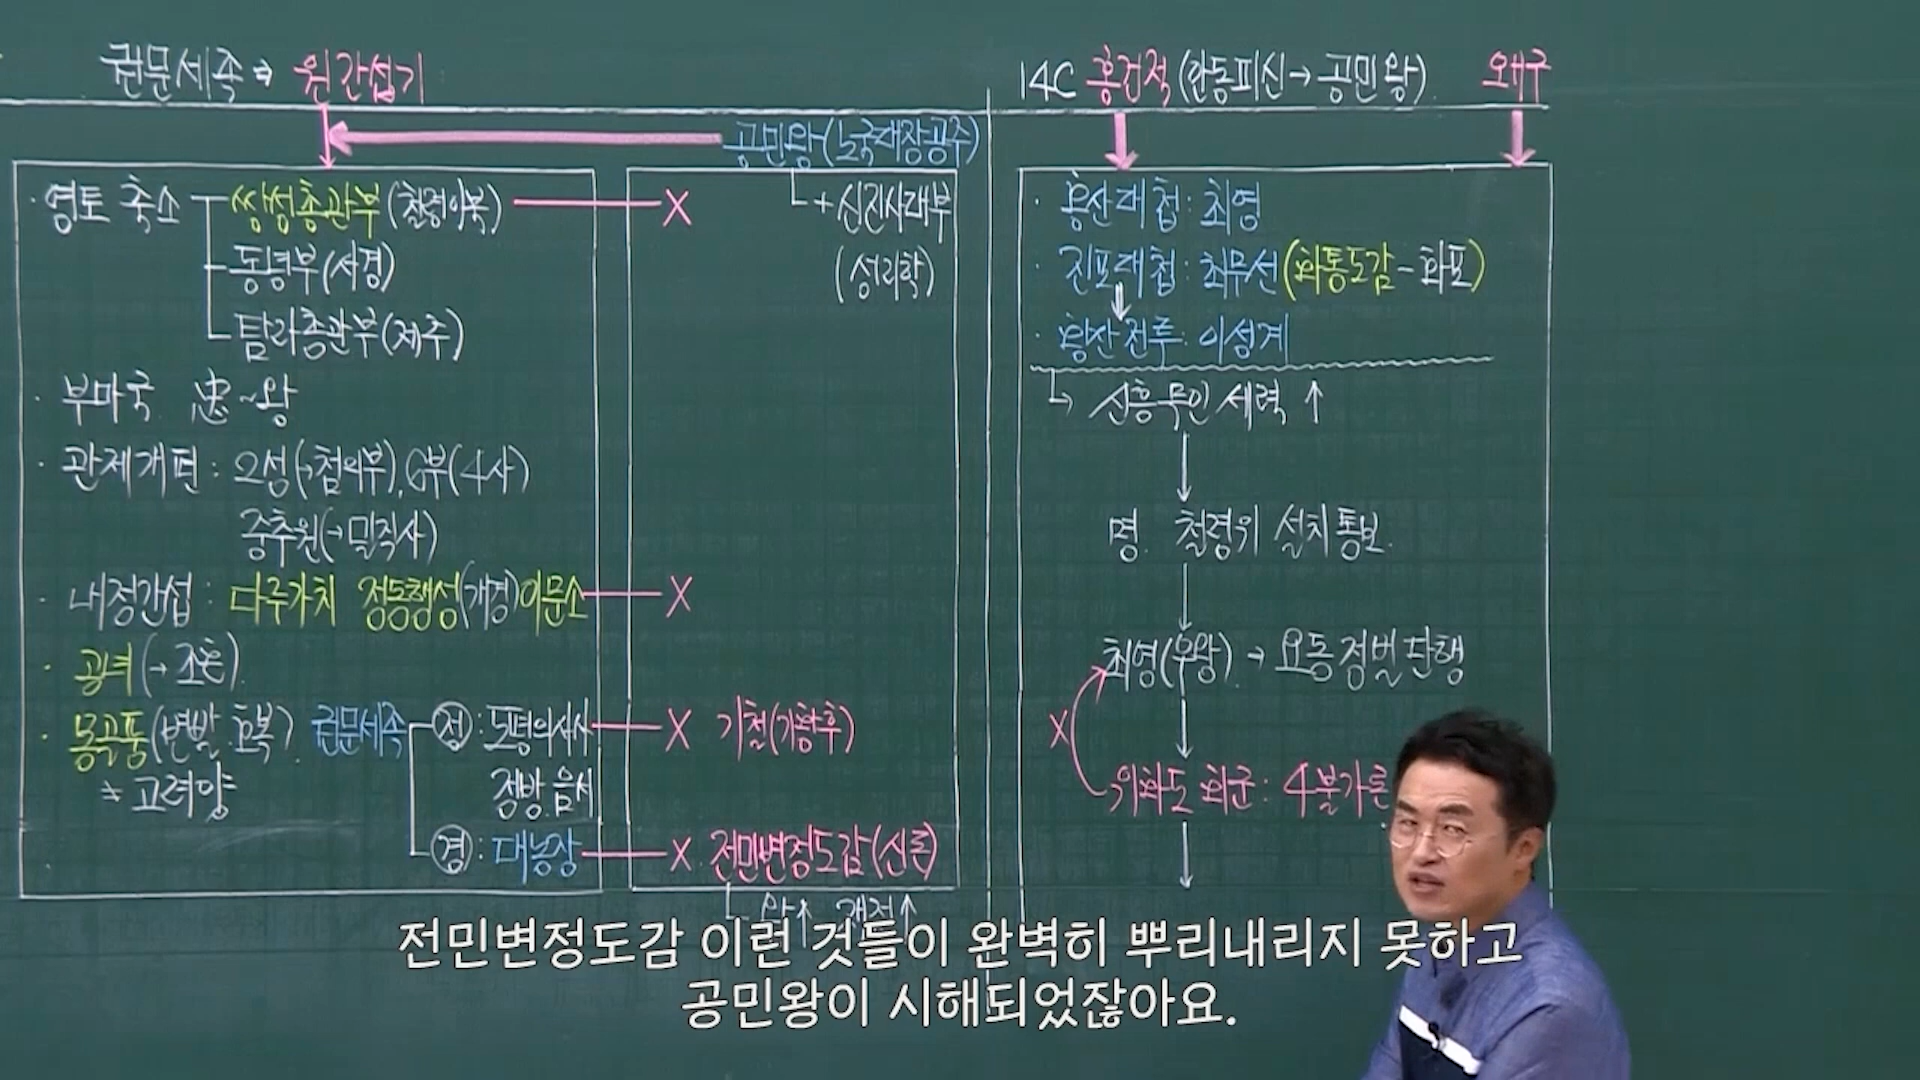 권문세족 ⇒ 원간섭기
공민왕(노국대장공주)
└ + 신진사대부
(성리학)
· 영토 축소 쌍성총관부(철령이북) X
동녕부(서경)
탐라총관부(제주)
· 부마국 忠~왕
· 관제개편 : 2성(→첨의부), 6부(4사)
중추원(→밀직사)
· 내정간섭 : 다루가치 정동행성(개경)이문소 X
· 공녀(→조혼)
· 몽골풍(변발, 호복) 권문세족 정 : 도평의사사 X 기철(기황후)
고려양 정방 음서
경 : 대농장 X 전민변정도감(신돈)
왕↑ 재정↑
14C 홍건적(안동피신→공민왕) 왜구
· 홍산대첩 : 최영
· 진포대첩 : 최무선(화통도감-화포)
· 황산전투 : 이성계
신흥무인세력 ↑
명. 철령위 설치 통보.
최영(우왕) → 요동정벌 단행
X 위화도 회군 : 4불가론
전민변정도감 이런 것들이 완벽히 뿌리내리지 못하고
공민왕이 시해되었잖아요.